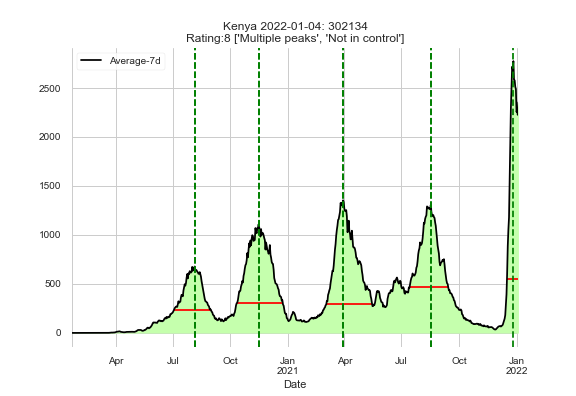 Kenya 2022-01-04: 302134
Rating:8 ['Multiple peaks', 'Not in control']
Average-7d
2500
2000
1500
1000
500
0
Apr Jul Oct Jan Apr Jul Oct Jan
2021 2022
Date